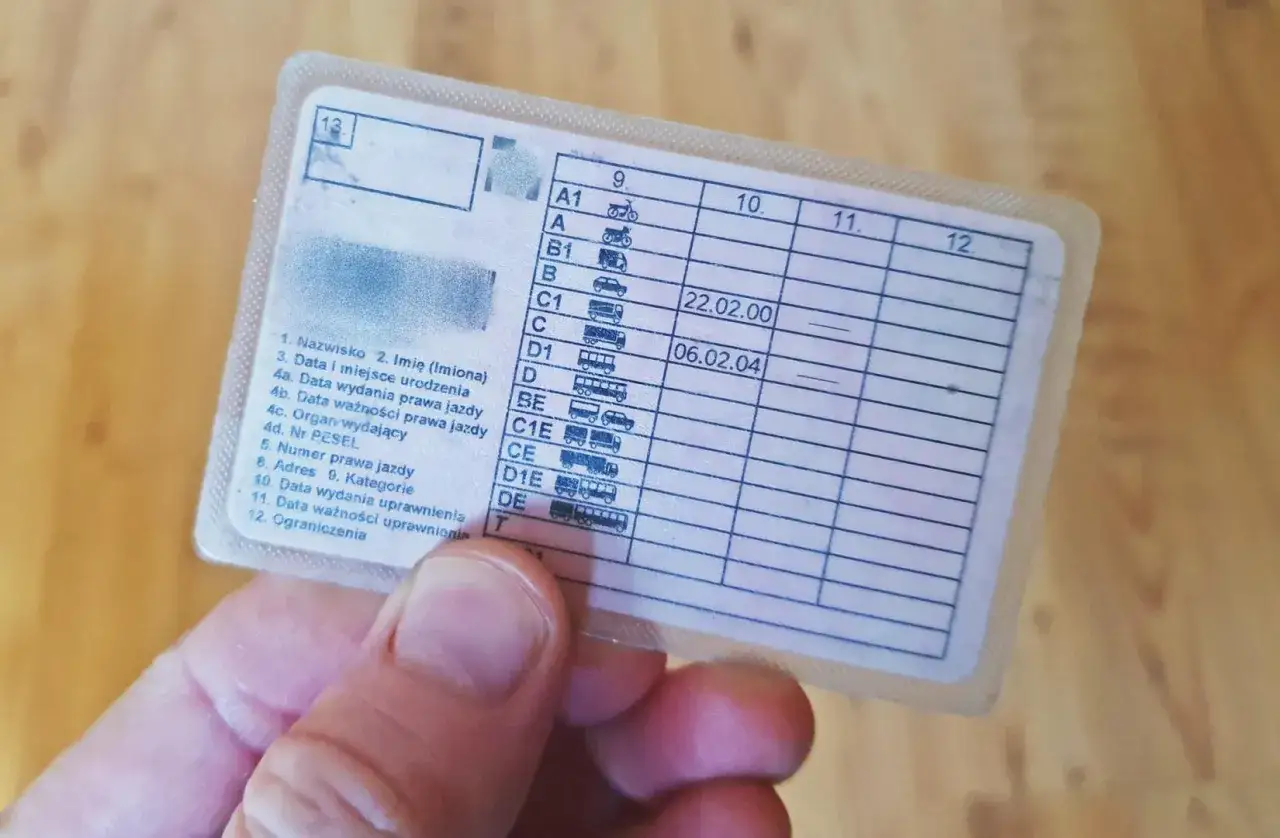 13.
9. 10. 11. 12.
A1
A
B1
B 22.02.00 —
C1
C 06.02.04 —
D1
D
BE
C1E
CE
D1E
DE
T
1. Nazwisko 2. Imię (Imiona)
3. Data i miejsce urodzenia
4a. Data wydania prawa jazdy
4b. Data ważności prawa jazdy
4c. Organ wydający
4d. Nr PESEL
5. Numer prawa jazdy
8. Adres 9. Kategorie
10. Data wydania uprawnienia
11. Data ważności uprawnienia
12. Ograniczenia